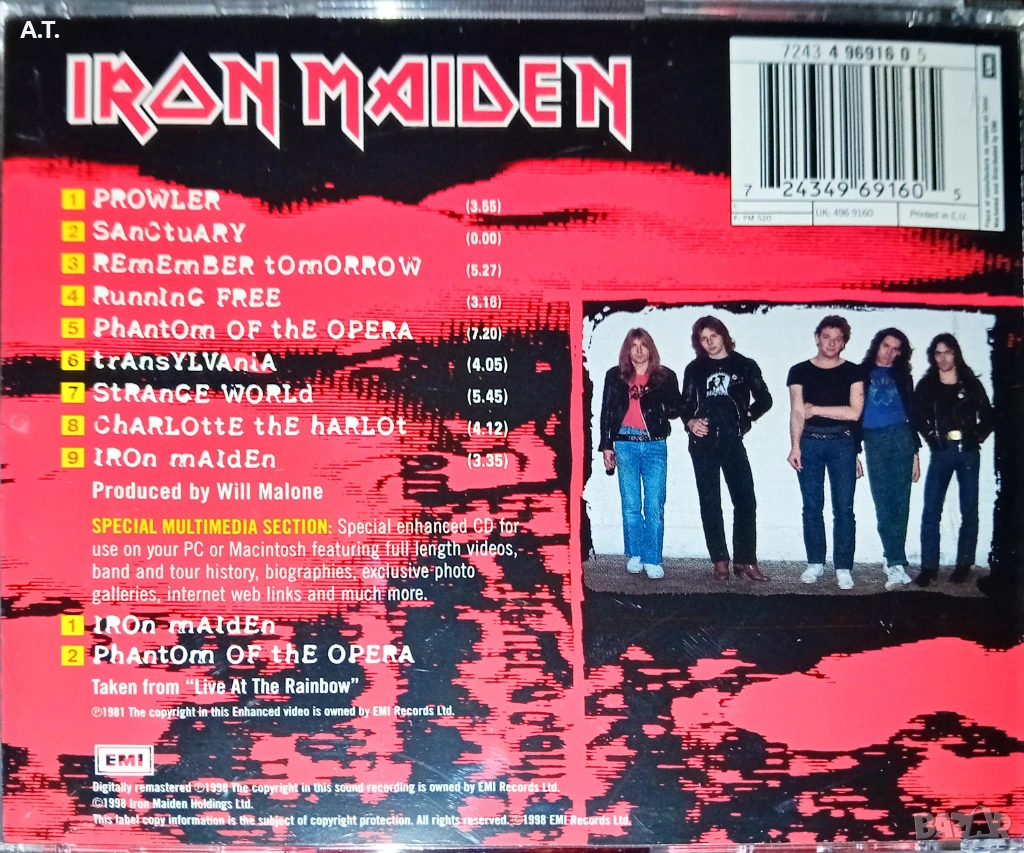 A.T.
IRON MAIDEN
7243 4 96916 0 5
EMI
7 24349 69160 5
F: PM 520
UK: 496 9160
Printed in E.U.
1 PROWLER (3.55)
2 SAnCtuARY (0.00)
3 REmEmBER tOmORROW (5.27)
4 RunnInG FREE (3.16)
5 PhAntOm OF thE OPERA (7.20)
6 trAnsYLVAniA (4.05)
7 StRAnGE WORLd (5.45)
8 ChARLOttE thE hARLOt (4.12)
9 IROn mAIdEn (3.35)
Produced by Will Malone
SPECIAL MULTIMEDIA SECTION: Special enhanced CD for
use on your PC or Macintosh featuring full length videos,
band and tour history, biographies, exclusive photo
galleries, internet web links and much more.
1 IROn mAIdEn
2 PhAntOm OF thE OPERA
Taken from “Live At The Rainbow”
℗1981 The copyright in this Enhanced video is owned by EMI Records Ltd.
EMI
Digitally remastered ℗1998 The copyright in this sound recording is owned by EMI Records Ltd.
©1998 Iron Maiden Holdings Ltd.
This label copy information is the subject of copyright protection. All rights reserved. ©1998 EMI Records Ltd.
BAZAR